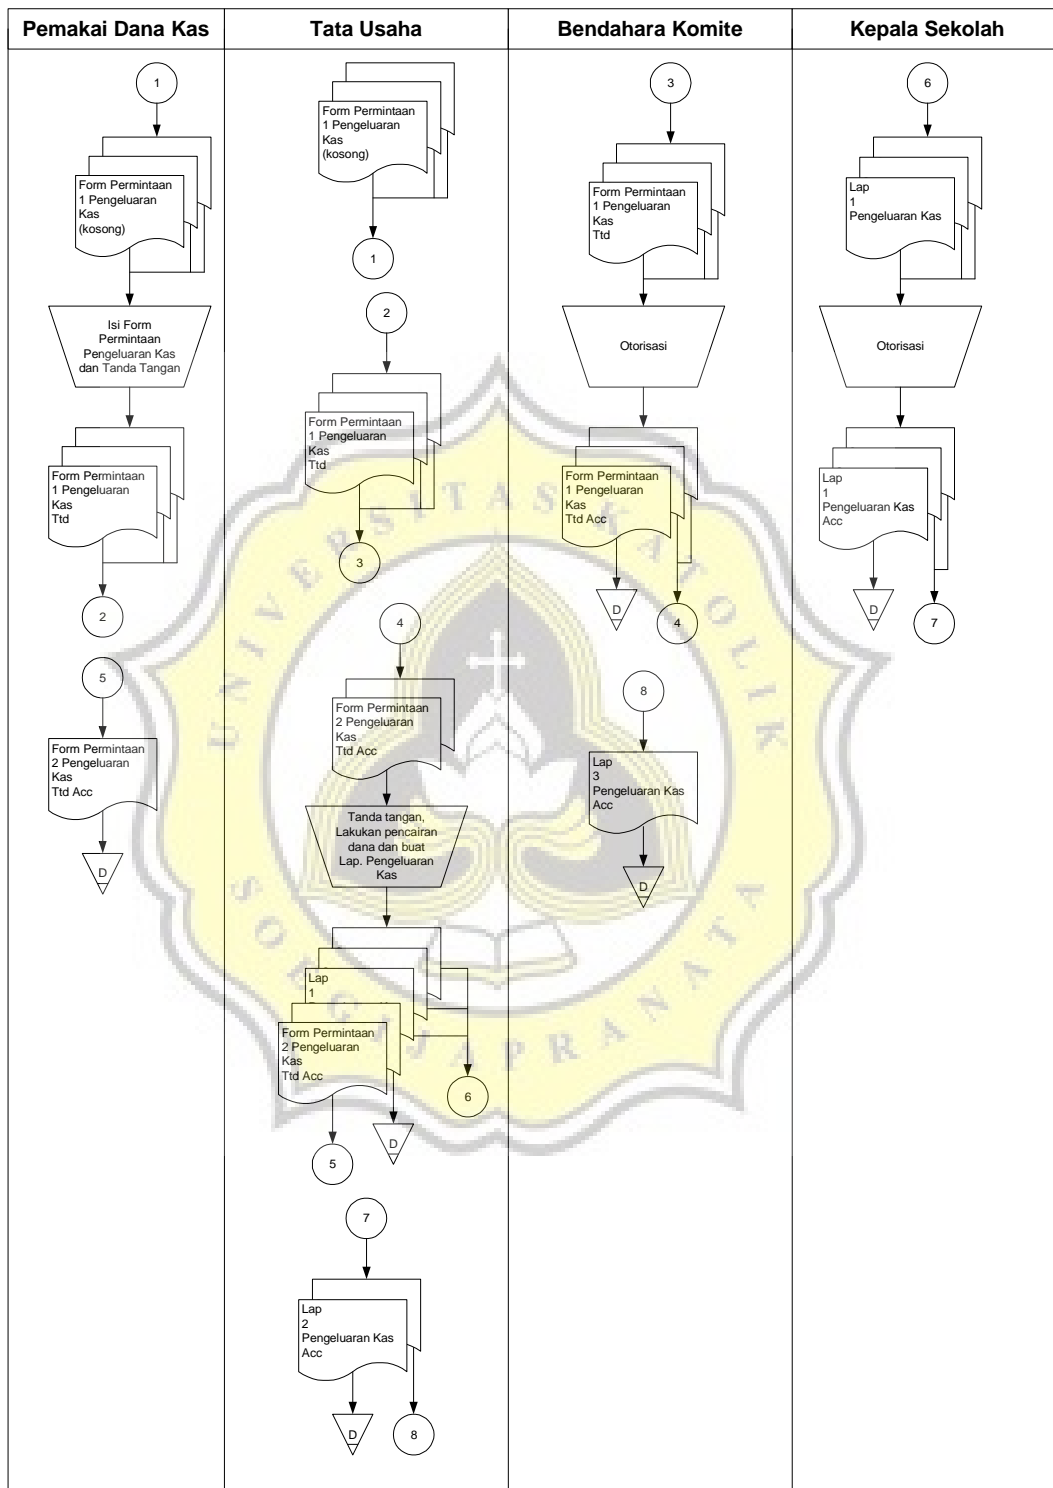 Pemakai Dana Kas
Tata Usaha
Bendahara Komite
Kepala Sekolah
1
Form Permintaan
1 Pengeluaran
Kas
(kosong)
Isi Form
Permintaan
Pengeluaran Kas
dan Tanda Tangan
Form Permintaan
1 Pengeluaran
Kas
Ttd
2
5
Form Permintaan
2 Pengeluaran
Kas
Ttd Acc
D
Form Permintaan
1 Pengeluaran
Kas
(kosong)
1
2
Form Permintaan
1 Pengeluaran
Kas
Ttd
3
4
Form Permintaan
2 Pengeluaran
Kas
Ttd Acc
Tanda tangan,
Lakukan pencairan
dana dan buat
Lap. Pengeluaran
Kas
Lap
1
Form Permintaan
2 Pengeluaran
Kas
Ttd Acc
6
D
5
7
Lap
2
Pengeluaran Kas
Acc
D
8
3
Form Permintaan
1 Pengeluaran
Kas
Ttd
Otorisasi
Form Permintaan
1 Pengeluaran
Kas
Ttd Acc
D
4
8
Lap
3
Pengeluaran Kas
Acc
D
6
Lap
1
Pengeluaran Kas
Otorisasi
Lap
1
Pengeluaran Kas
Acc
D
7
UNIVERSITAS KATOLIK
SOEGIJAPRANATA